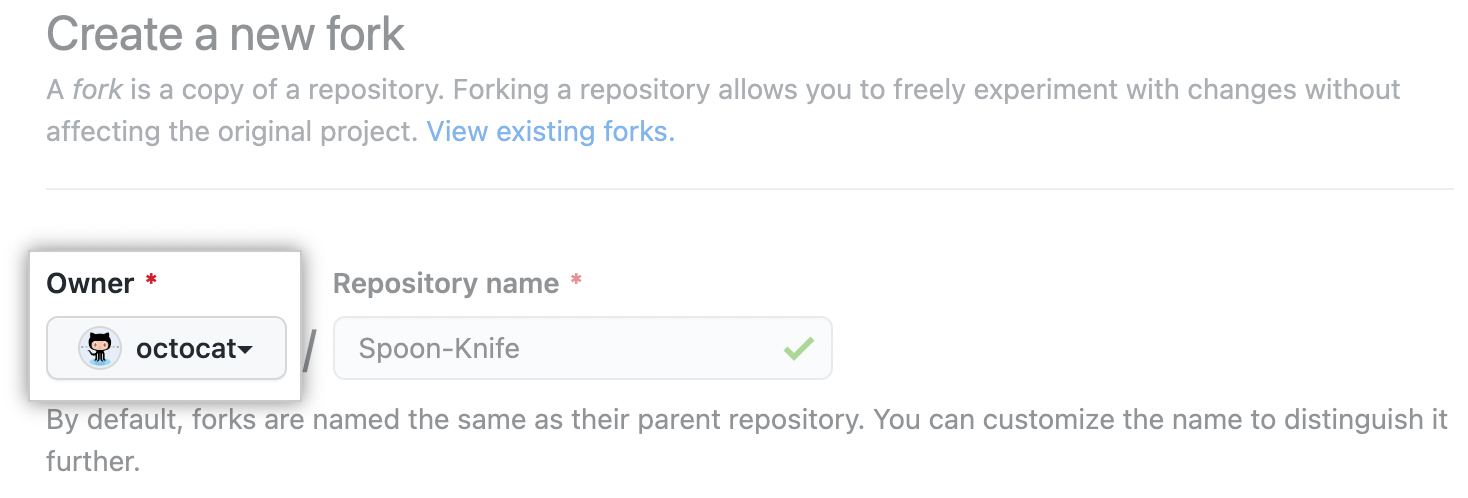 Create a new fork
A fork is a copy of a repository. Forking a repository allows you to freely experiment with changes without
affecting the original project. View existing forks.
Owner * Repository name *
octocat / Spoon-Knife
By default, forks are named the same as their parent repository. You can customize the name to distinguish it
further.